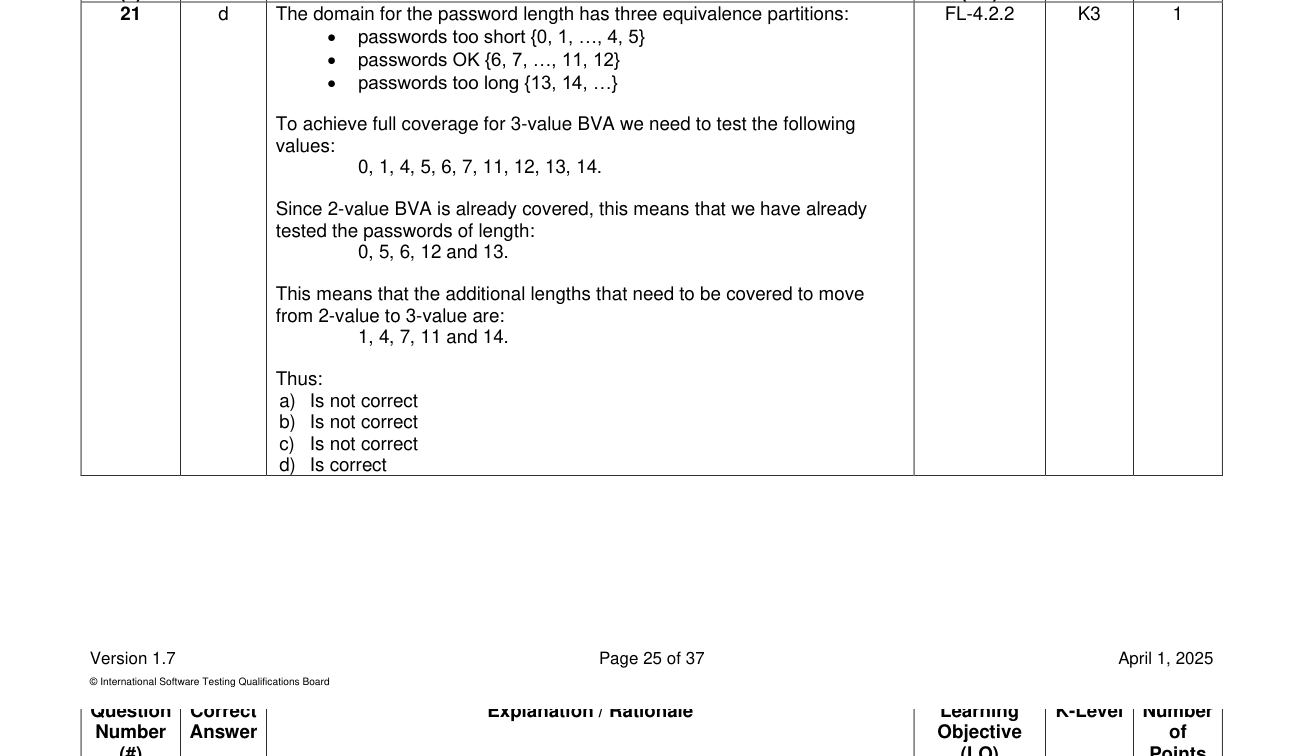 21 d The domain for the password length has three equivalence partitions: FL-4.2.2 K3 1
• passwords too short {0, 1, …, 4, 5}
• passwords OK {6, 7, …, 11, 12}
• passwords too long {13, 14, …}
To achieve full coverage for 3-value BVA we need to test the following
values:
0, 1, 4, 5, 6, 7, 11, 12, 13, 14.
Since 2-value BVA is already covered, this means that we have already
tested the passwords of length:
0, 5, 6, 12 and 13.
This means that the additional lengths that need to be covered to move
from 2-value to 3-value are:
1, 4, 7, 11 and 14.
Thus:
a) Is not correct
b) Is not correct
c) Is not correct
d) Is correct
Version 1.7 Page 25 of 37 April 1, 2025
© International Software Testing Qualifications Board
Question Correct Explanation / Rationale Learning K-Level Number
Number Answer Objective of
(#) (LO) Points